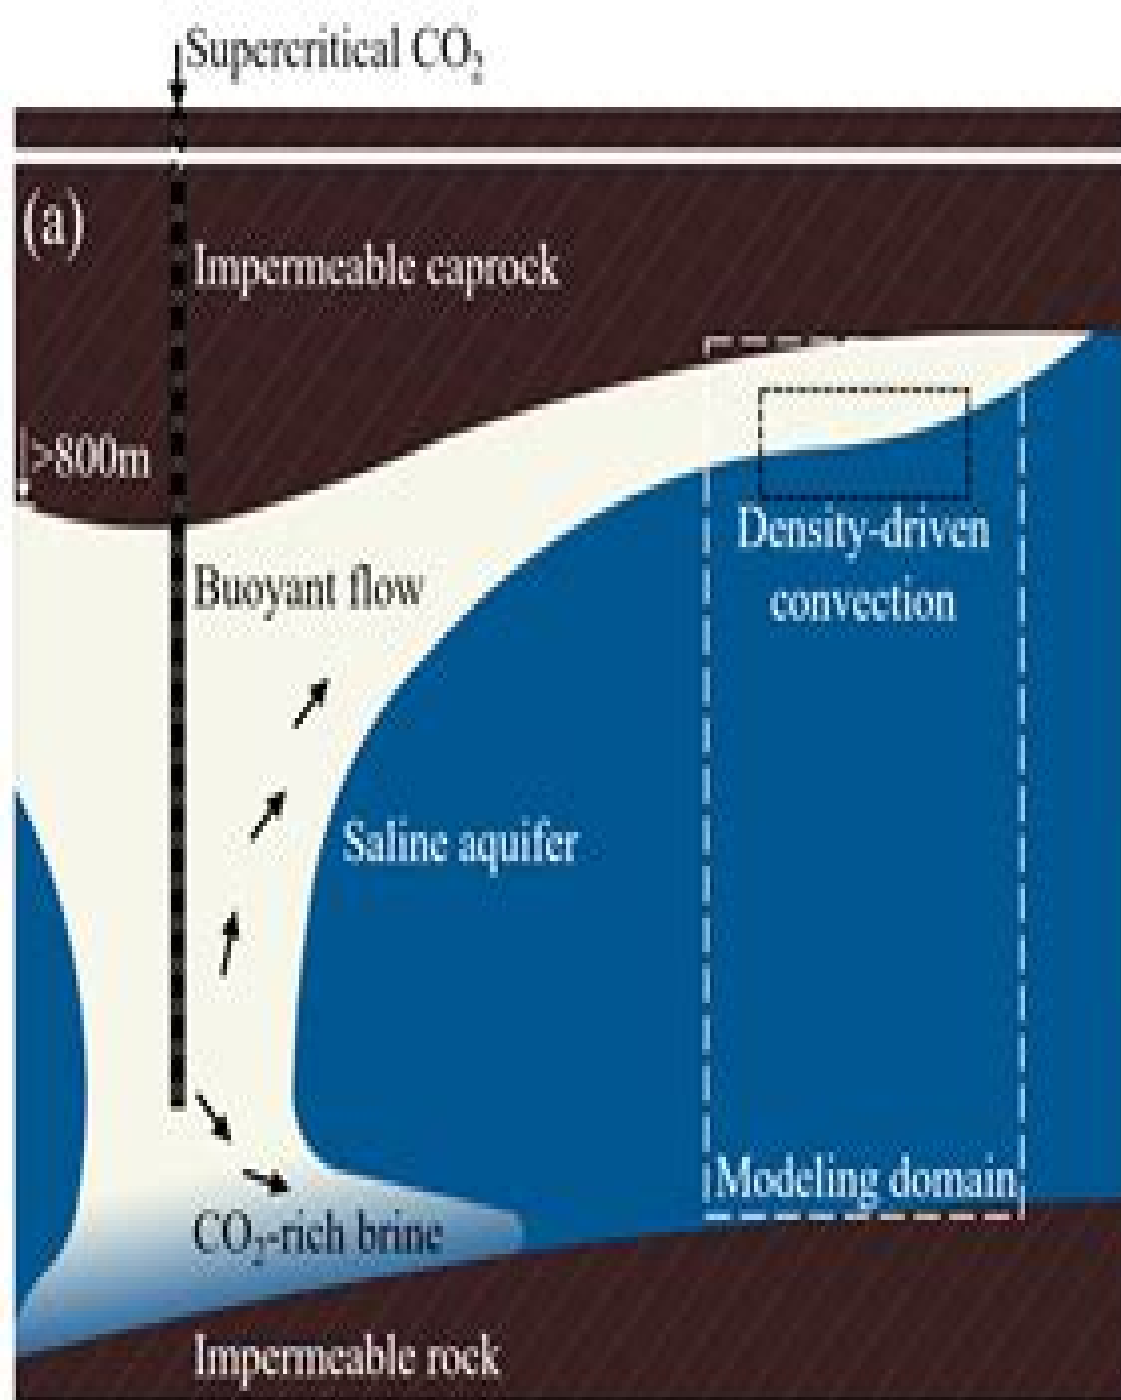 Supercritical CO₂
(a)
Impermeable caprock
>800m
Density-driven
convection
Buoyant flow
Saline aquifer
Modeling domain
CO₂-rich brine
Impermeable rock